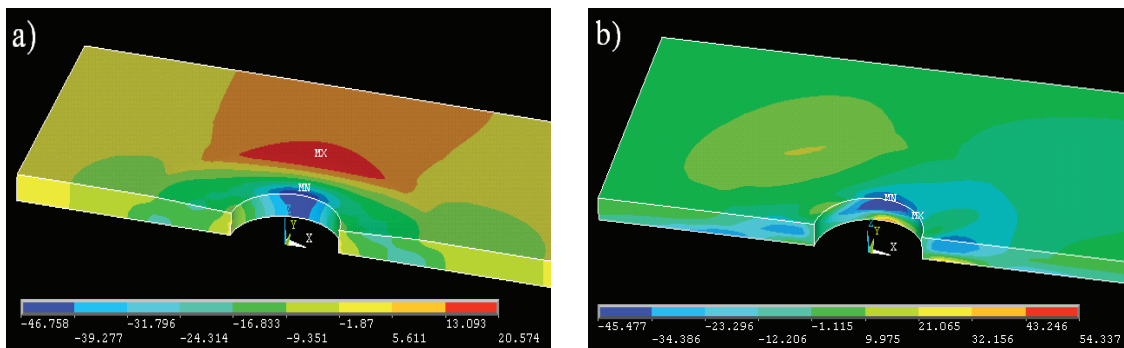 a)
MX
MN
Z
Y
X
-46.758 -31.796 -16.833 -1.87 13.093
-39.277 -24.314 -9.351 5.611 20.574
b)
MN
MX
Z
Y
X
-45.477 -23.296 -1.115 21.065 43.246
-34.386 -12.206 9.975 32.156 54.337